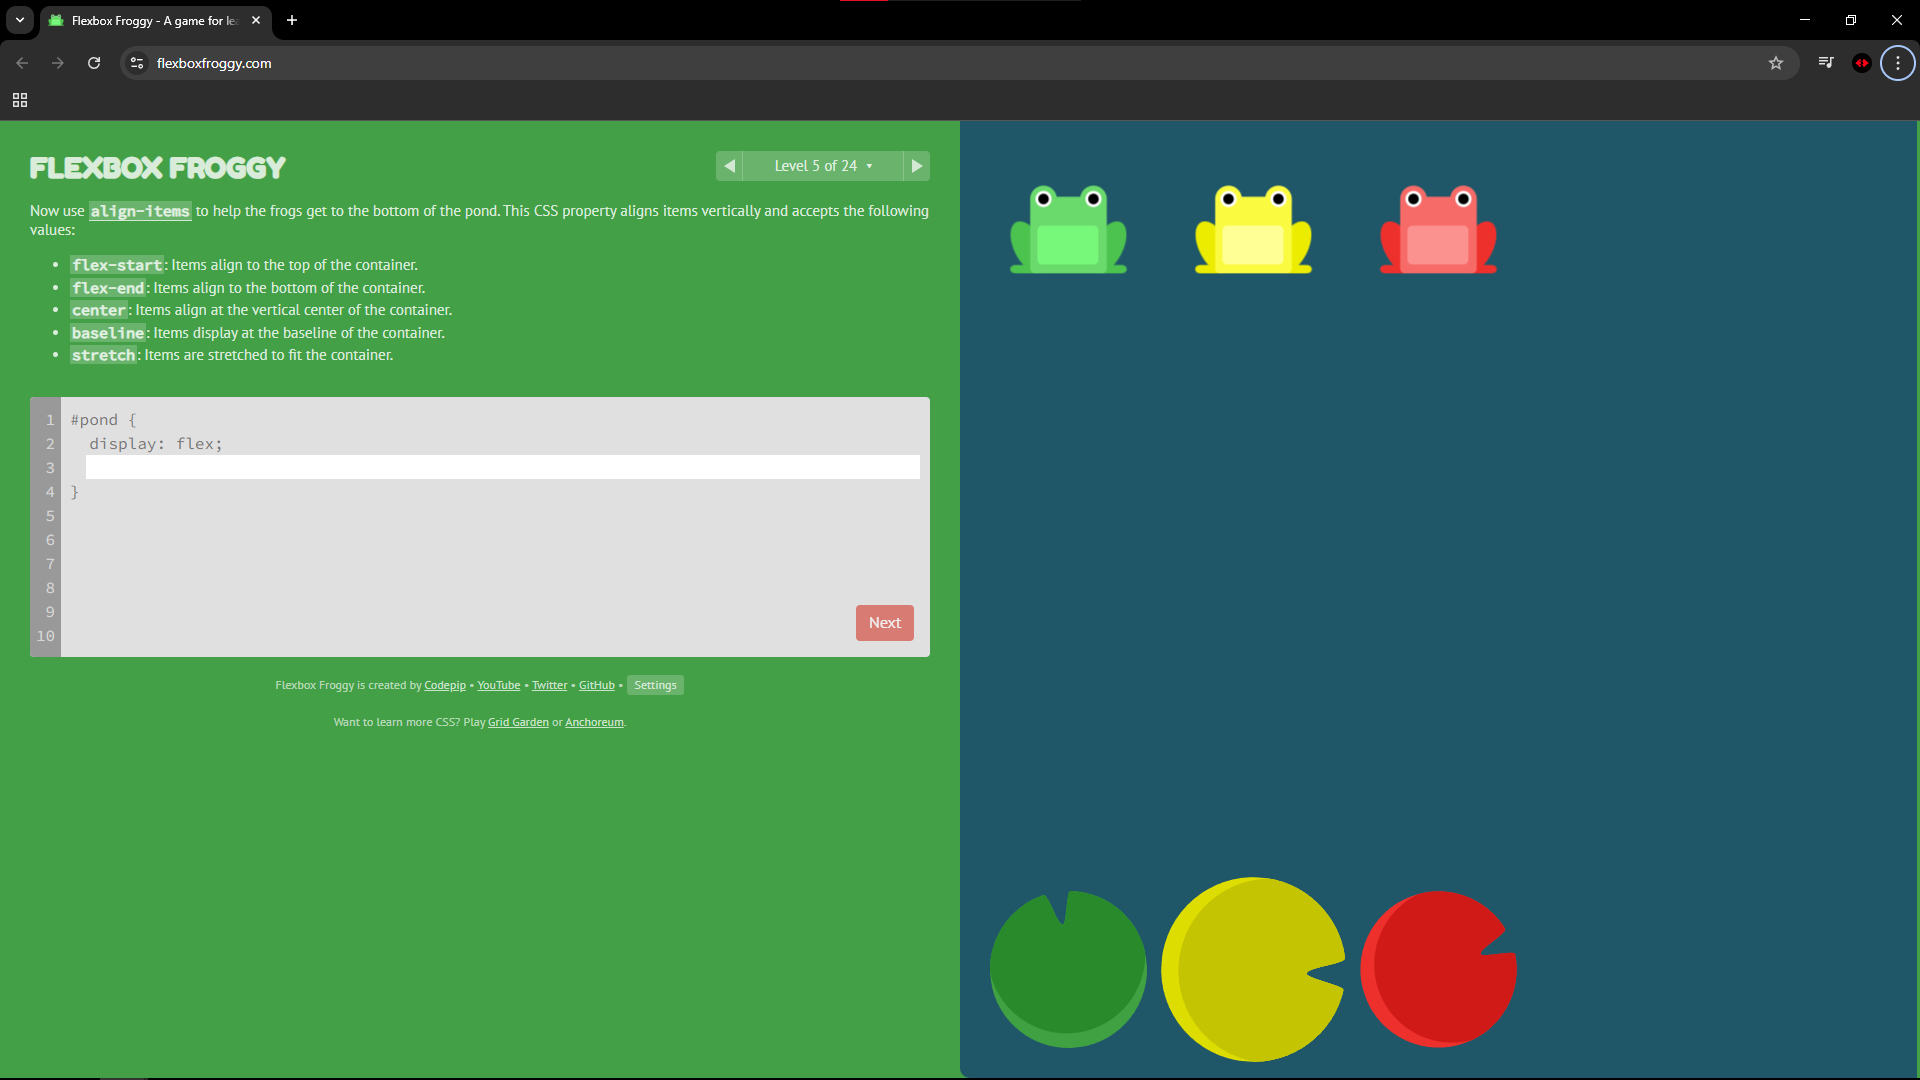 Flexbox Froggy - A game for le
flexboxfroggy.com
FLEXBOX FROGGY
Level 5 of 24
Now use align-items to help the frogs get to the bottom of the pond. This CSS property aligns items vertically and accepts the following
values:
flex-start: Items align to the top of the container.
flex-end: Items align to the bottom of the container.
center: Items align at the vertical center of the container.
baseline: Items display at the baseline of the container.
stretch: Items are stretched to fit the container.
1 #pond {
2 display: flex;
3
4 }
5
6
7
8
9
10
Next
Flexbox Froggy is created by Codepip • YouTube • Twitter • GitHub • Settings
Want to learn more CSS? Play Grid Garden or Anchoreum.